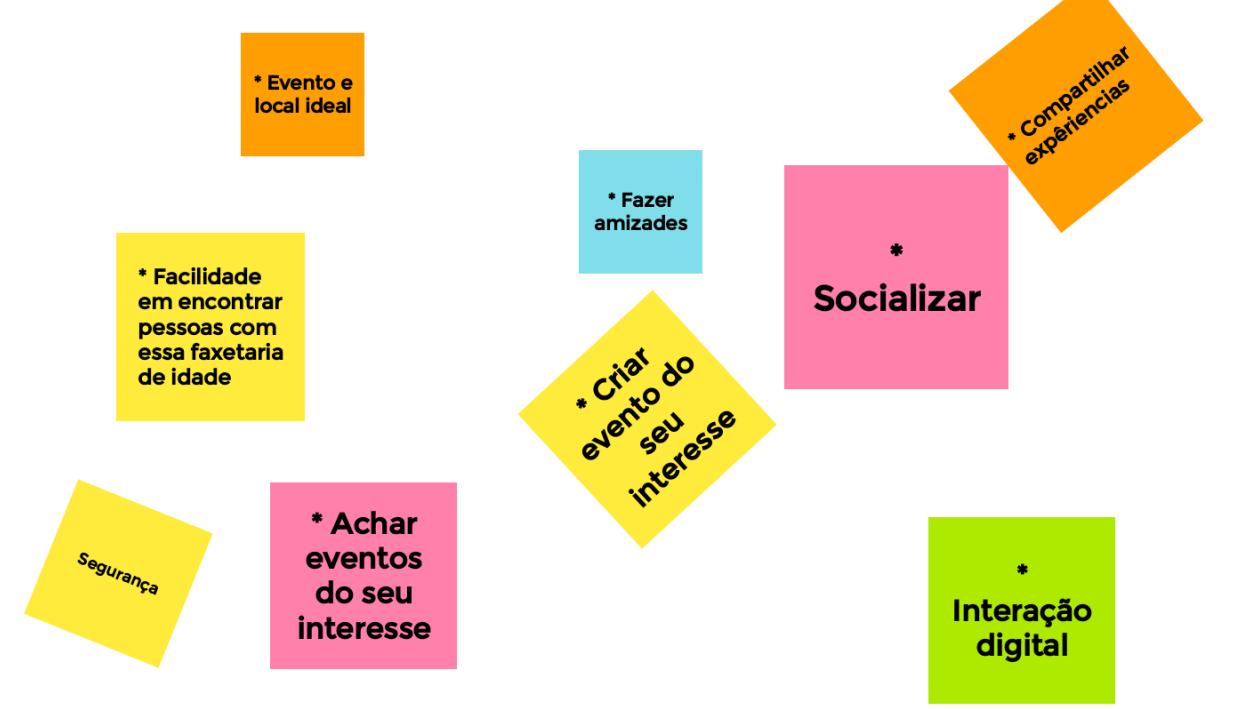 * Evento e
local ideal
* Compartilhar
expêriencias
* Fazer
amizades
*
Socializar
* Facilidade
em encontrar
pessoas com
essa faxetaria
de idade
* Criar
evento do
seu
interesse
Segurança
* Achar
eventos
do seu
interesse
*
Interação
digital